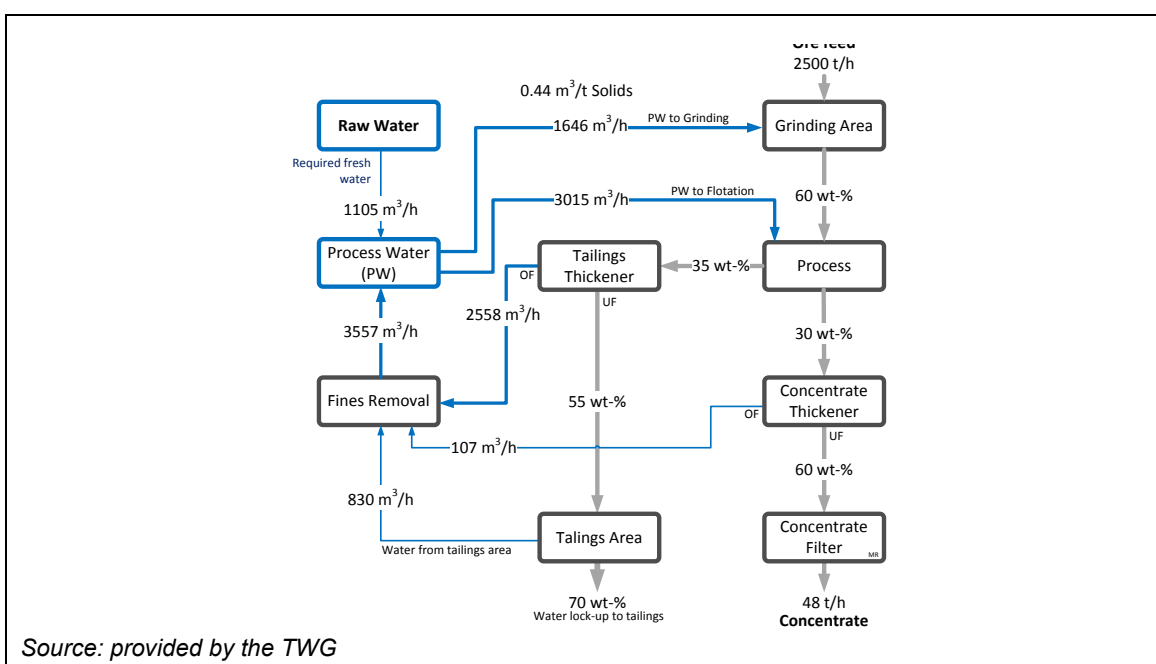 Ore feed
2500 t/h
0.44 m³/t Solids
Raw Water
1646 m³/h
PW to Grinding
Grinding Area
Required fresh
water
1105 m³/h
3015 m³/h
PW to Flotation
60 wt-%
Process Water
(PW)
Tailings
Thickener
OF
UF
35 wt-%
Process
3557 m³/h
2558 m³/h
30 wt-%
Fines Removal
55 wt-%
Concentrate
Thickener
OF
UF
107 m³/h
60 wt-%
830 m³/h
Water from tailings area
Talings Area
Concentrate
Filter
MR
70 wt-%
Water lock-up to tailings
48 t/h
Concentrate
Source: provided by the TWG